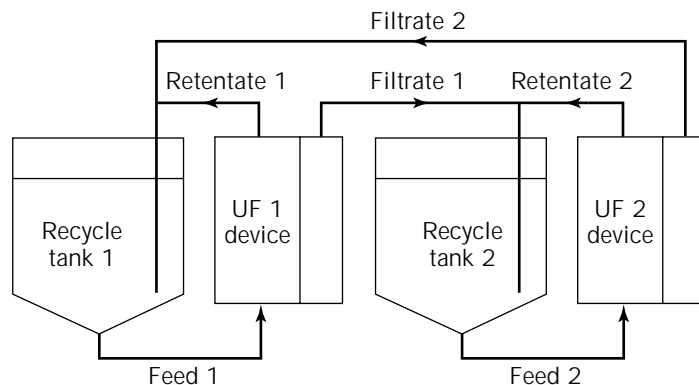 Filtrate 2
Retentate 1
Filtrate 1
Retentate 2
Recycle
tank 1
UF 1
device
Recycle
tank 2
UF 2
device
Feed 1
Feed 2